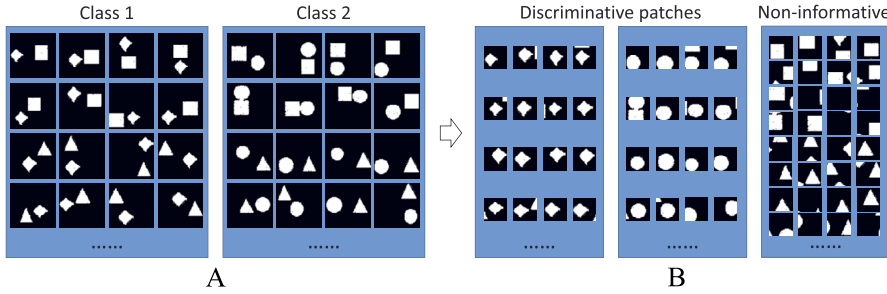 Class 1 Class 2 Discriminative patches Non-informative
...... ...... ...... ...... ......
A B